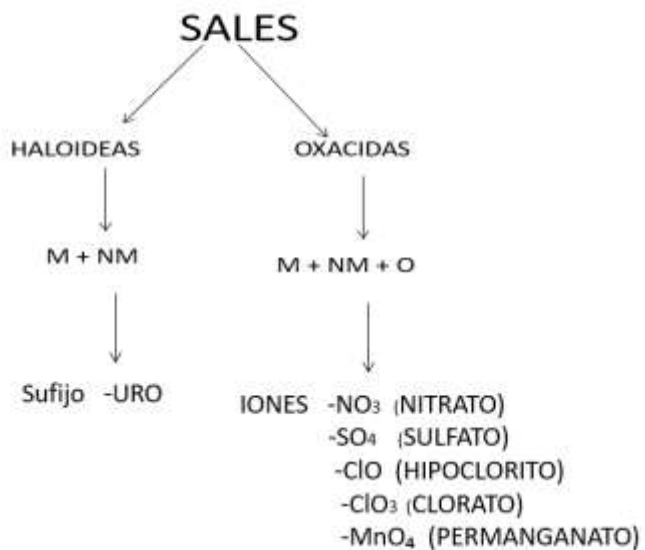 SALES
HALOIDEAS OXACIDAS
M + NM M + NM + O
Sufijo -URO
IONES -NO₃ (NITRATO)
-SO₄ (SULFATO)
-ClO (HIPOCLORITO)
-ClO₃ (CLORATO)
-MnO₄ (PERMANGANATO)